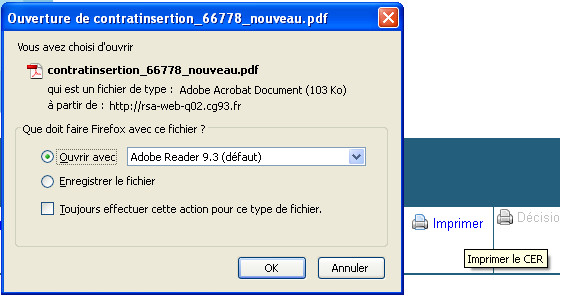 Ouverture de contratinsertion_66778_nouveau.pdf
Vous avez choisi d'ouvrir
contratinsertion_66778_nouveau.pdf
qui est un fichier de type : Adobe Acrobat Document (103 Ko)
à partir de : http://rsa-web-q02.cg93.fr
Que doit faire Firefox avec ce fichier ?
Ouvrir avec Adobe Reader 9.3 (défaut)
Enregistrer le fichier
Toujours effectuer cette action pour ce type de fichier.
OK Annuler
Imprimer Décisio
Imprimer le CER